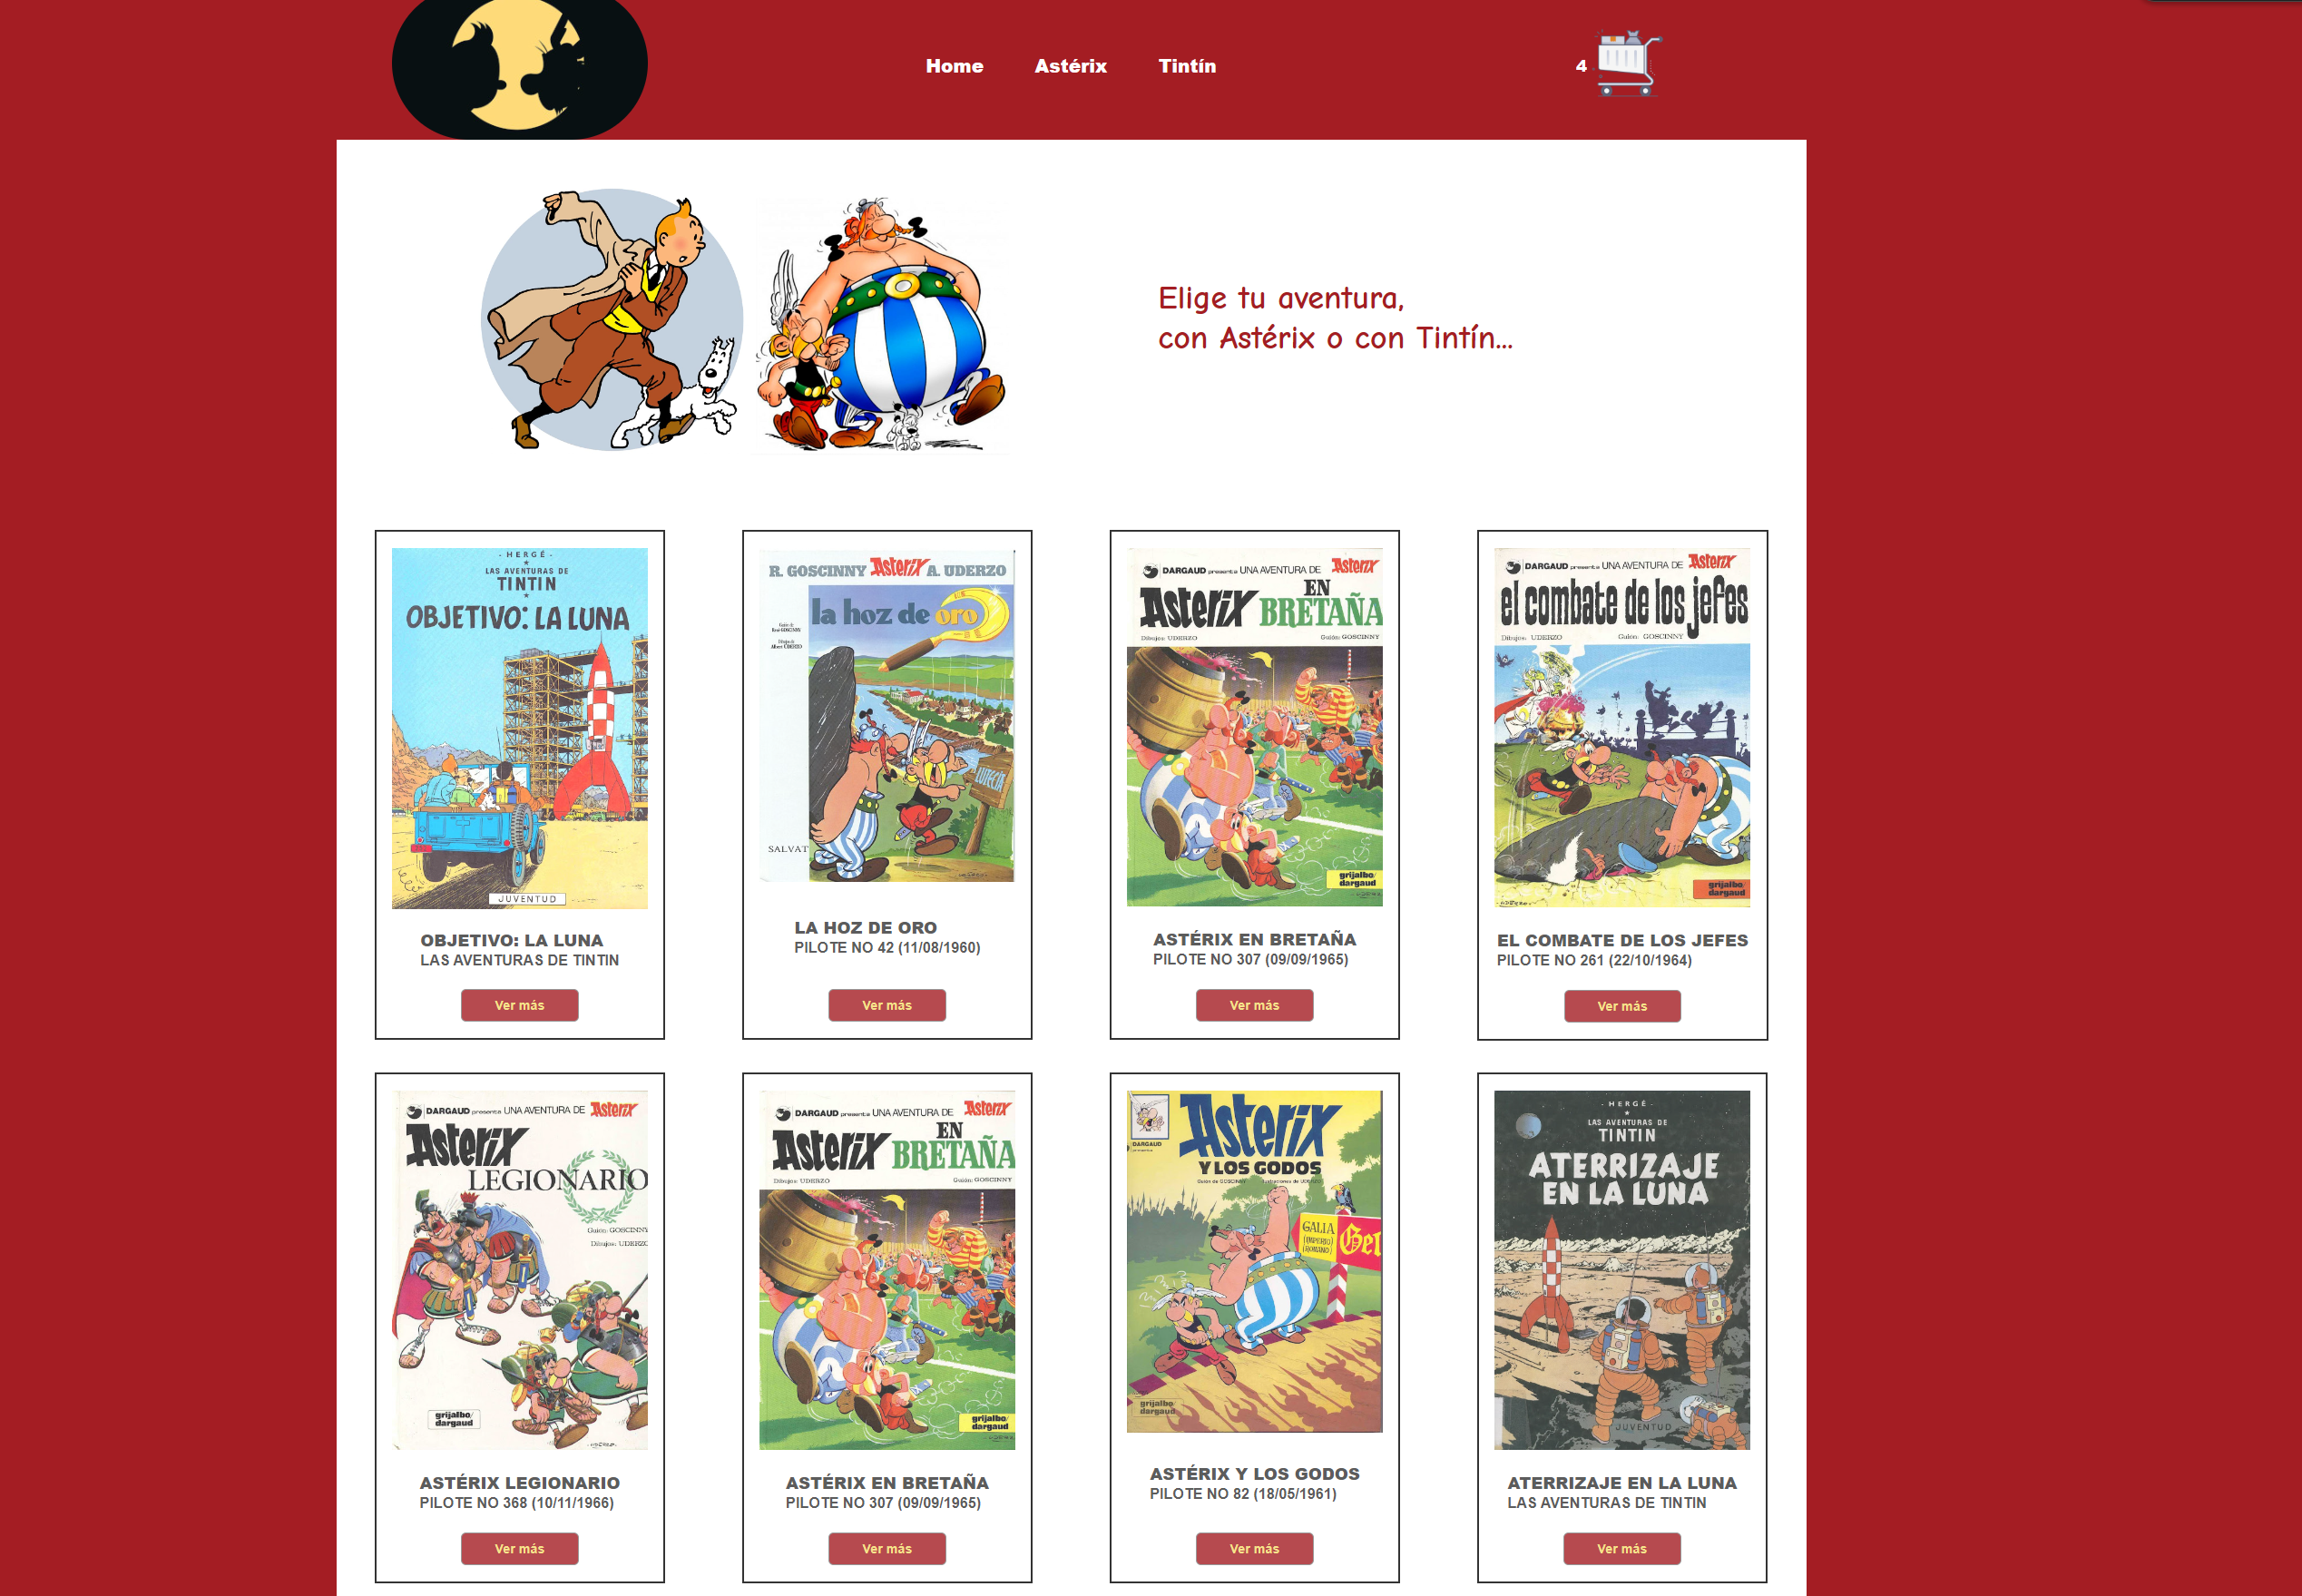 Home
Astérix
Tintín
4
Elige tu aventura,
con Astérix o con Tintín...
- HERGÉ -
LAS AVENTURAS DE
TINTIN
OBJETIVO: LA LUNA
JUVENTUD
OBJETIVO: LA LUNA
LAS AVENTURAS DE TINTIN
Ver más
R. GOSCINNY Asterix A. UDERZO
la hoz de oro
LUTECIA
SALVAT
LA HOZ DE ORO
PILOTE NO 42 (11/08/1960)
Ver más
DARGAUD presenta UNA AVENTURA DE Asterix
Asterix EN BRETAÑA
Dibujos: UDERZO Guión: GOSCINNY
grijalbo/
dargaud
ASTÉRIX EN BRETAÑA
PILOTE NO 307 (09/09/1965)
Ver más
DARGAUD presenta UNA AVENTURA DE Asterix
el combate de los jefes
Dibujos: UDERZO Guión: GOSCINNY
grijalbo/
dargaud
EL COMBATE DE LOS JEFES
PILOTE NO 261 (22/10/1964)
Ver más
DARGAUD presenta UNA AVENTURA DE Asterix
Asterix
LEGIONARIO
Guión: GOSCINNY
Dibujos: UDERZO
grijalbo/
dargaud
ASTÉRIX LEGIONARIO
PILOTE NO 368 (10/11/1966)
Ver más
DARGAUD presenta UNA AVENTURA DE Asterix
Asterix EN BRETAÑA
Dibujos: UDERZO Guión: GOSCINNY
grijalbo/
dargaud
ASTÉRIX EN BRETAÑA
PILOTE NO 307 (09/09/1965)
Ver más
DARGAUD
Asterix
Y LOS GODOS
GALIA
(IMPERIO
ROMANO)
grijalbo/
dargaud
ASTÉRIX Y LOS GODOS
PILOTE NO 82 (18/05/1961)
Ver más
- HERGÉ -
LAS AVENTURAS DE
TINTIN
ATERRIZAJE
EN LA LUNA
JUVENTUD
ATERRIZAJE EN LA LUNA
LAS AVENTURAS DE TINTIN
Ver más